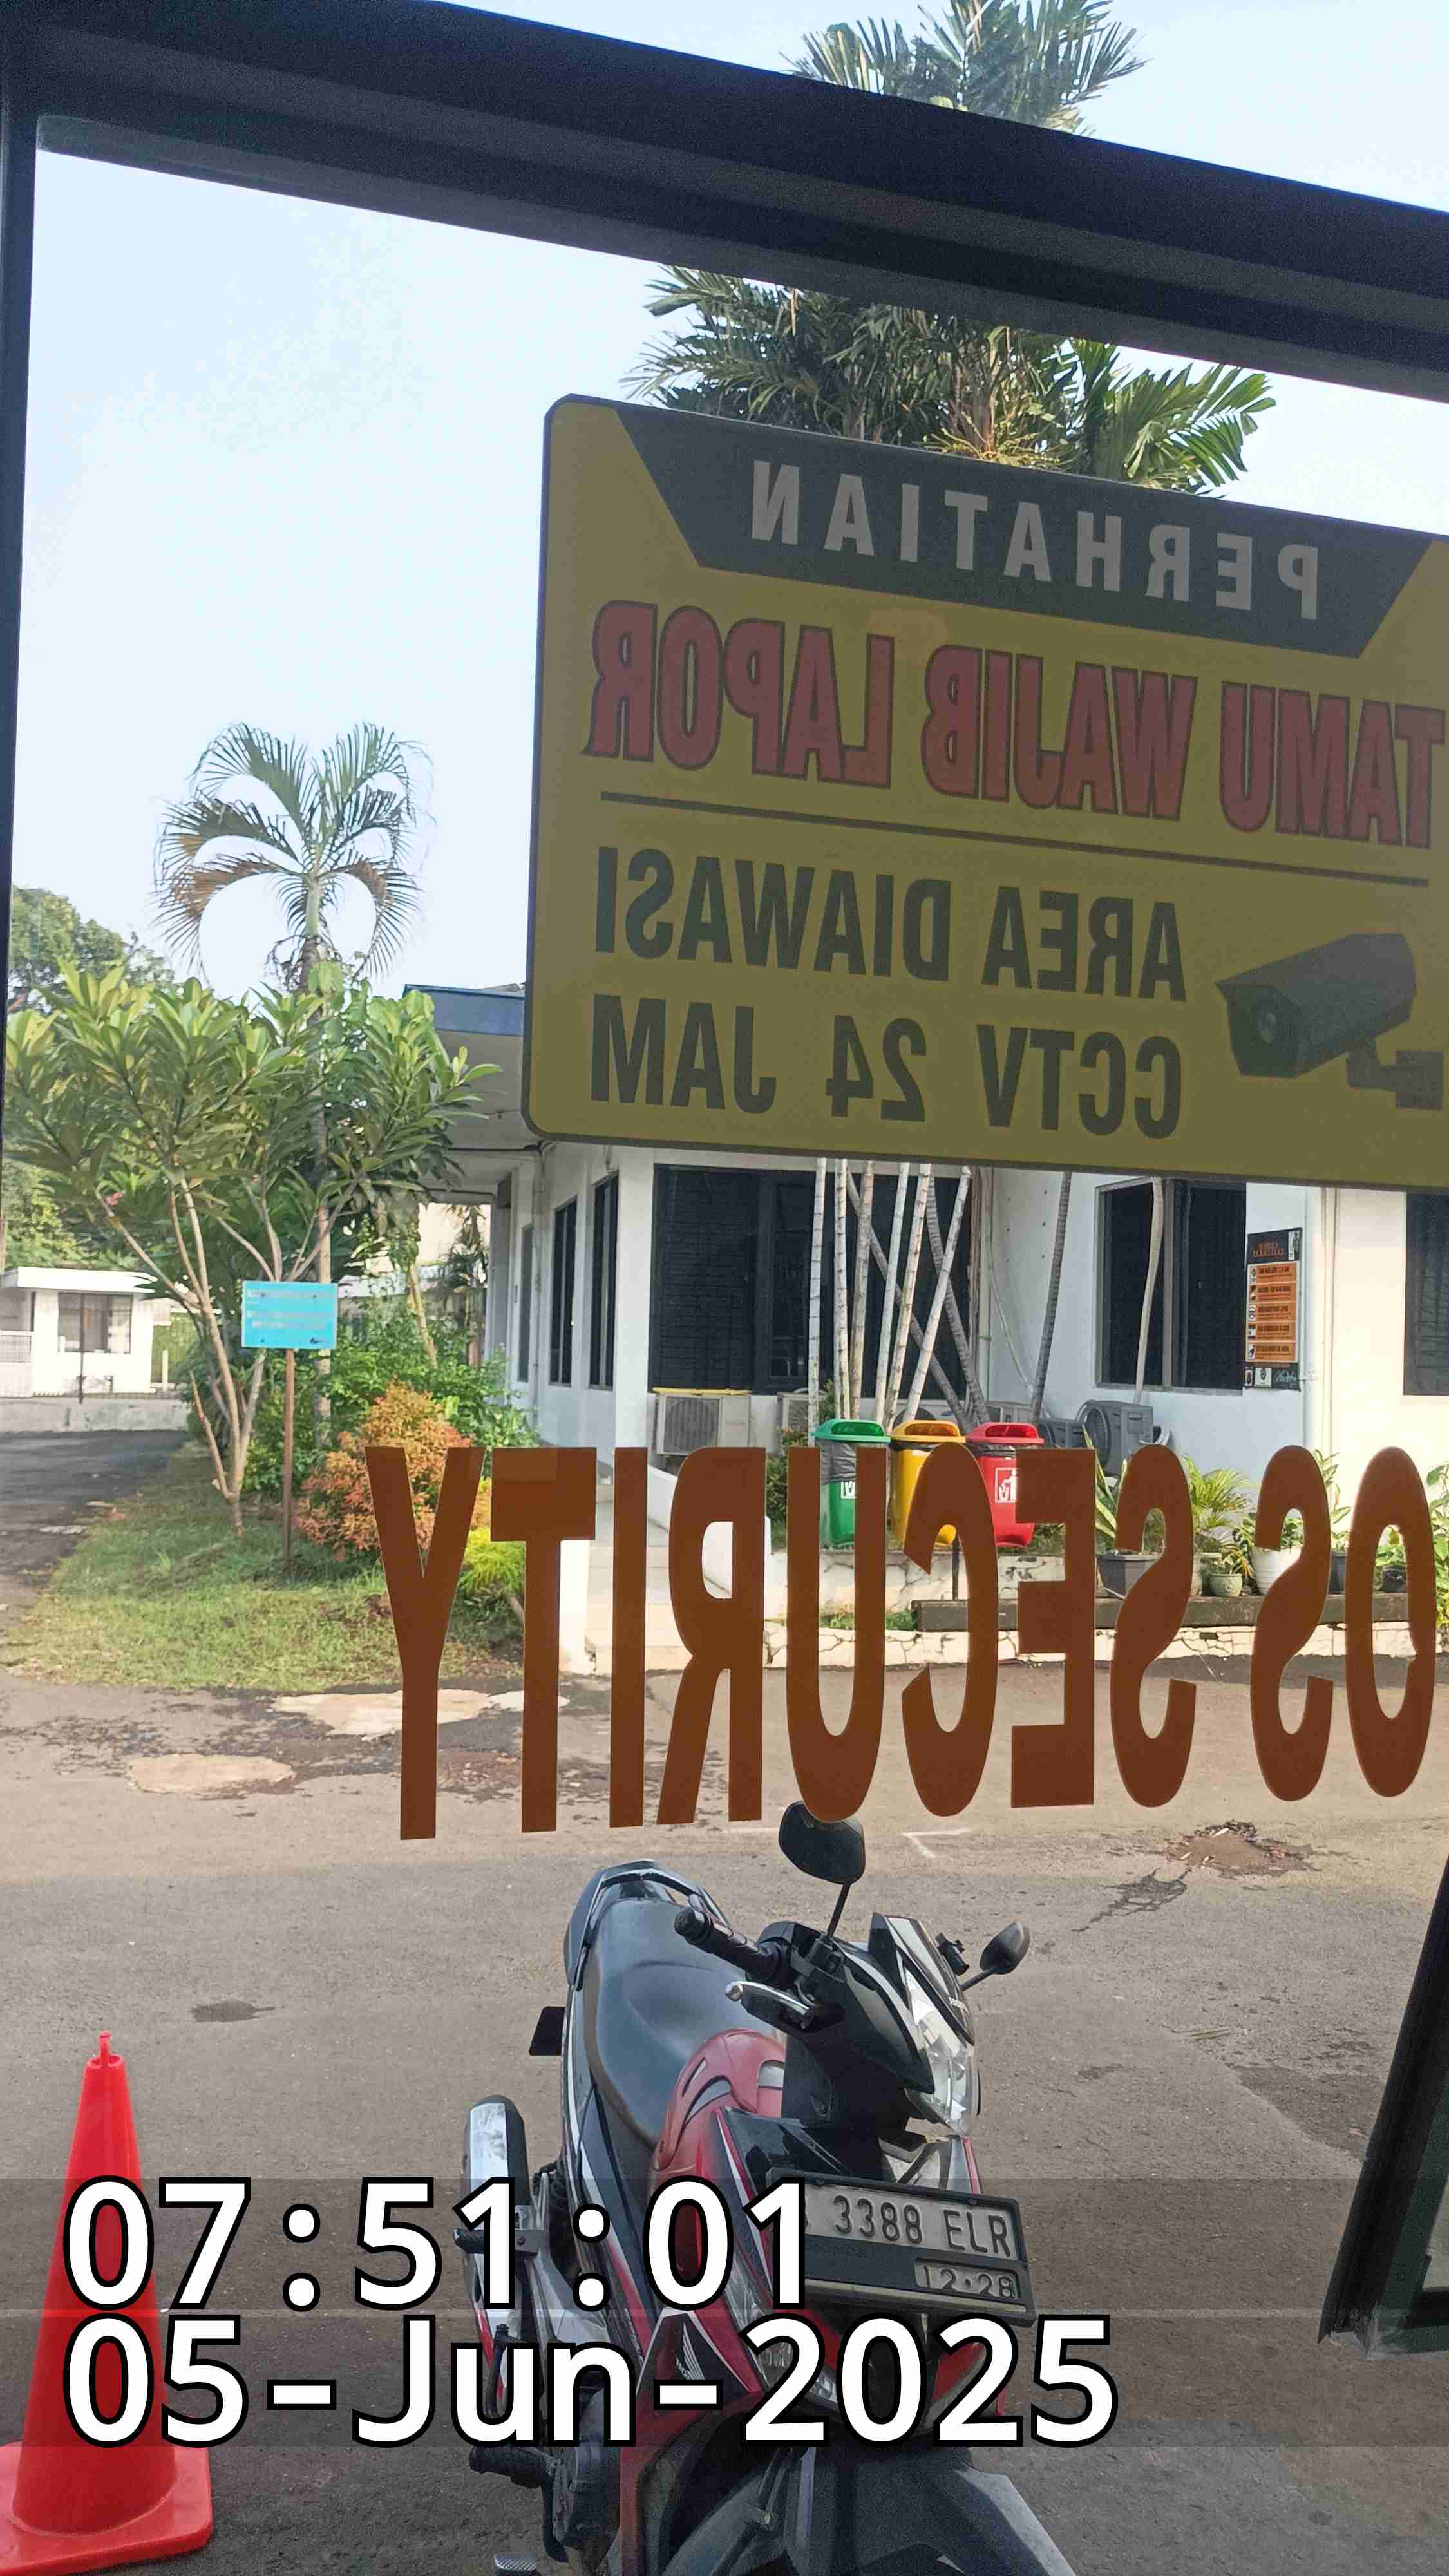 PERHATIAN
TAMU WAJIB LAPOR
AREA DIAWASI
CCTV 24 JAM
OS SECURITY
3388 ELR
12·28
07:51:01
05-Jun-2025